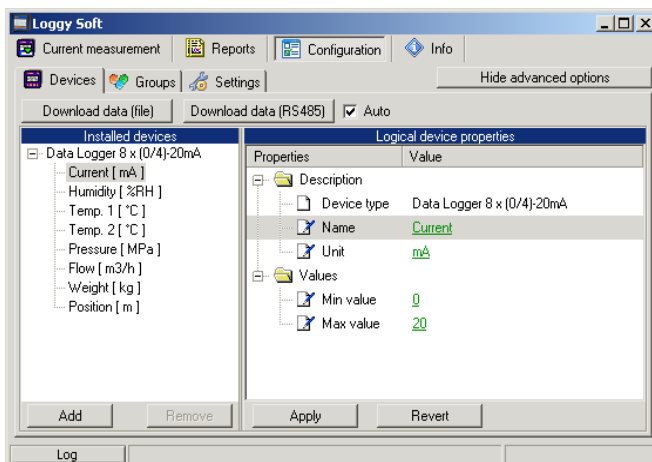 Loggy Soft
Current measurement Reports Configuration Info
Devices Groups Settings Hide advanced options
Download data (file) Download data (RS485) Auto
Installed devices
Data Logger 8 x (0/4)-20mA
Current [ mA ]
Humidity [ %RH ]
Temp. 1 [ °C ]
Temp. 2 [ °C ]
Pressure [ MPa ]
Flow [ m3/h ]
Weight [ kg ]
Position [ m ]
Add Remove
Logical device properties
Properties Value
Description
Device type Data Logger 8 x (0/4)-20mA
Name Current
Unit mA
Values
Min value 0
Max value 20
Apply Revert
Log